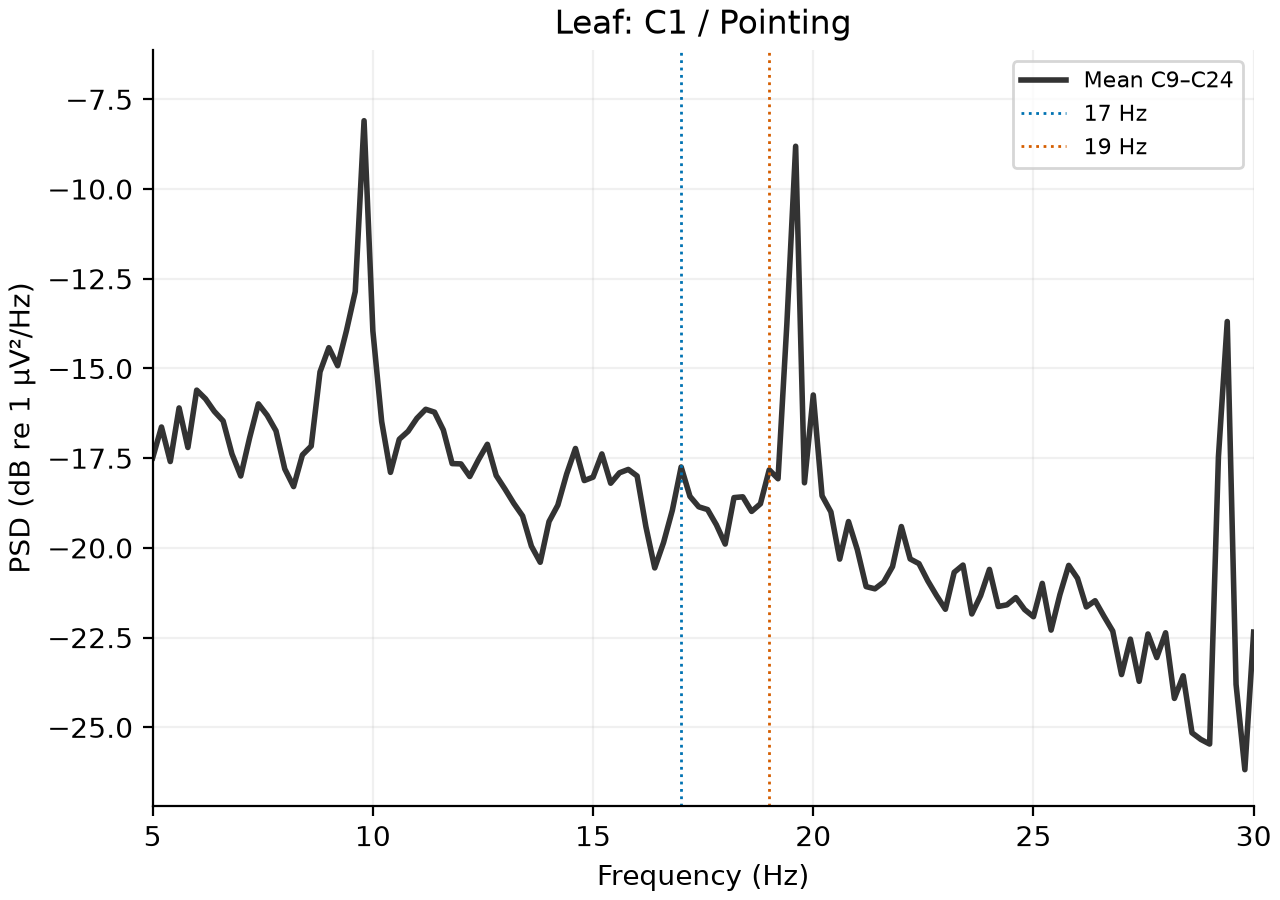 Leaf: C1 / Pointing
Mean C9–C24
17 Hz
19 Hz
PSD (dB re 1 µV²/Hz)
−7.5
−10.0
−12.5
−15.0
−17.5
−20.0
−22.5
−25.0
5
10
15
20
25
30
Frequency (Hz)